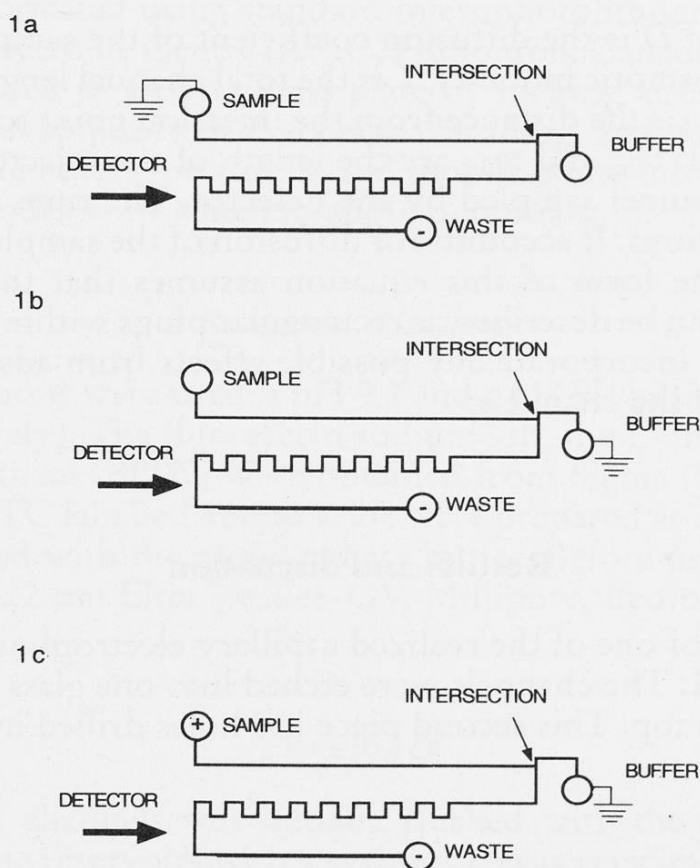 1a
INTERSECTION
SAMPLE
BUFFER
DETECTOR
- WASTE
1b
INTERSECTION
SAMPLE
BUFFER
DETECTOR
- WASTE
1c
INTERSECTION
+ SAMPLE
BUFFER
DETECTOR
- WASTE